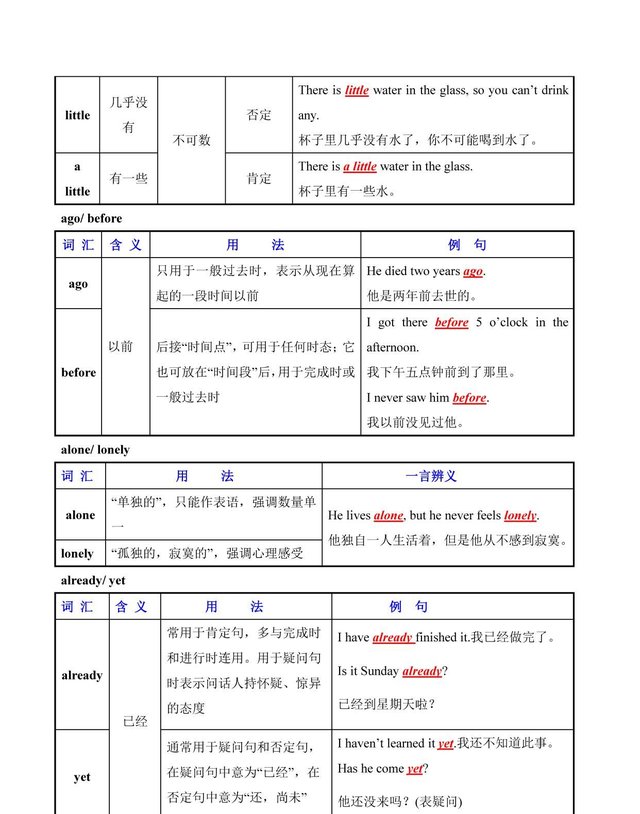 There is little water in the glass, so you can’t drink
little
几乎没
有
不可数
否定
any.
杯子里几乎没有水了，你不可能喝到水了。
a
little
有一些
肯定
There is a little water in the glass.
杯子里有一些水。
ago/ before
词 汇 含 义 用 法 例 句
ago
以前
只用于一般过去时，表示从现在算
起的一段时间以前
He died two years ago.
他是两年前去世的。
before
后接“时间点”，可用于任何时态；它
也可放在“时间段”后，用于完成时或
一般过去时
I got there before 5 o’clock in the
afternoon.
我下午五点钟前到了那里。
I never saw him before.
我以前没见过他。
alone/ lonely
词 汇 用 法 一言辨义
alone
“单独的”，只能作表语，强调数量单
一
He lives alone, but he never feels lonely.
他独自一人生活着，但是他从不感到寂寞。
lonely
“孤独的，寂寞的”，强调心理感受
already/ yet
词 汇 含 义 用 法 例 句
already
已经
常用于肯定句，多与完成时
和进行时连用。用于疑问句
时表示问话人持怀疑、惊异
的态度
I have already finished it.我已经做完了。
Is it Sunday already?
已经到星期天啦？
yet
通常用于疑问句和否定句，
在疑问句中意为“已经”，在
否定句中意为“还，尚未”
I haven’t learned it yet.我还不知道此事。
Has he come yet?
他还没来吗？(表疑问)